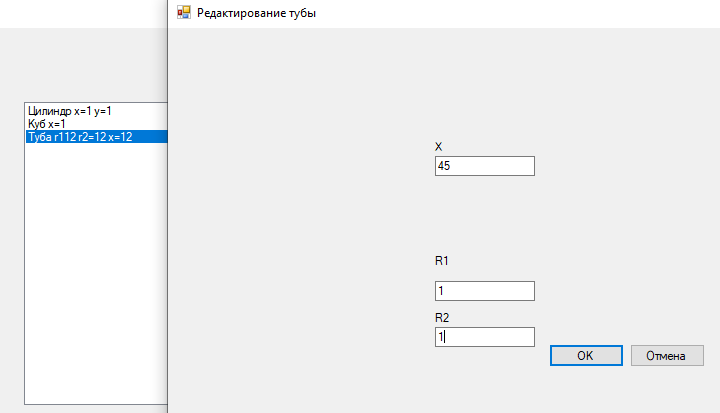 Редактирование тубы
Цилиндр x=1 y=1
Куб x=1
Туба r112 r2=12 x=12
X
45
R1
1
R2
1
OK
Отмена